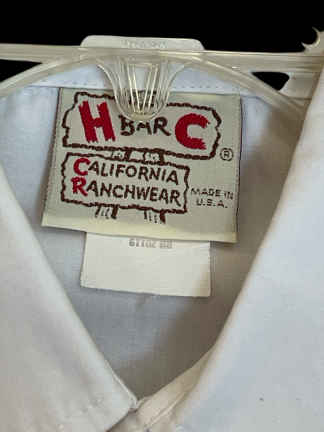 H BAR C
®
CALIFORNIA
RANCHWEAR
MADE IN
U.S.A.